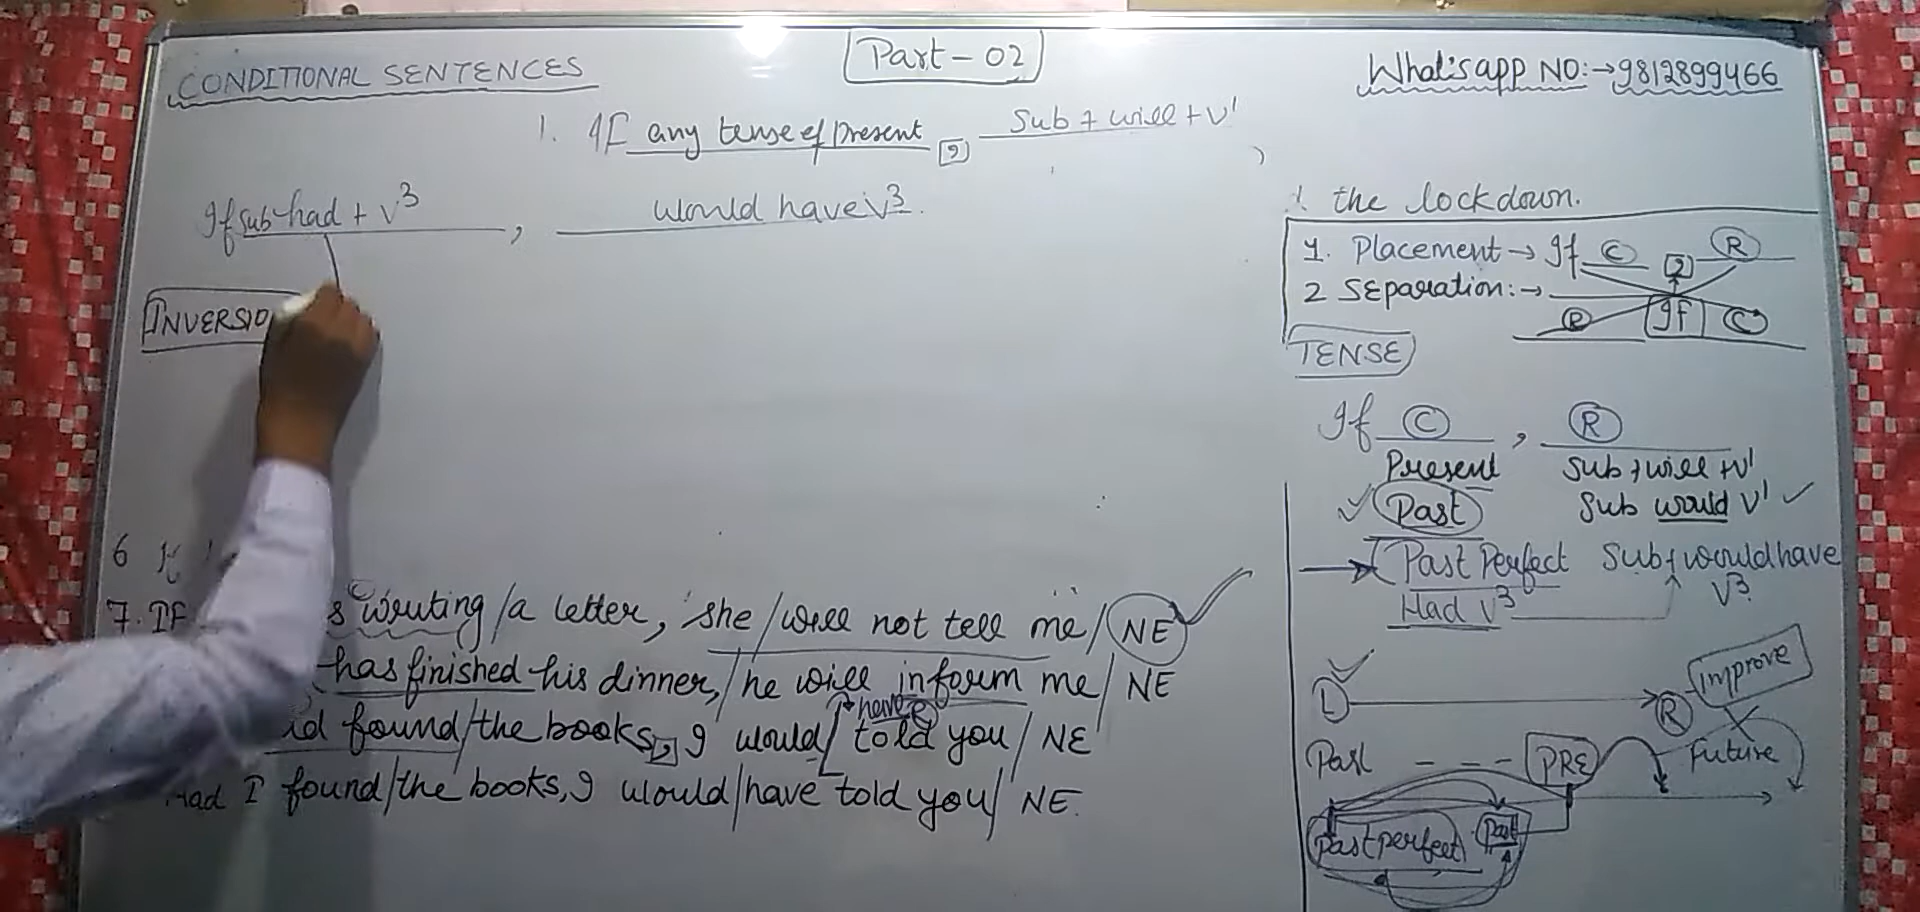 CONDITIONAL SENTENCES
Part - 02
What's app NO:→9812899466
1. If any tense of present , Sub + will + V¹
If sub had + V³ , would have V³.
INVERSIO
6
7. IF s writing / a letter, she / will not tell me / NE
has finished his dinner, / he will inform me / NE
have
found / the books, I would / told you / NE
Had I found / the books, I would / have told you / NE.
the lockdown.
1. Placement → If C , R
2 Separation:→
R If C
TENSE
If C , R
Present Sub + will + V¹
Past Sub would V¹
Past Perfect Sub + would have
Had V³ V³
L R Improve
Past - - - PRE Future
Past perfect Past